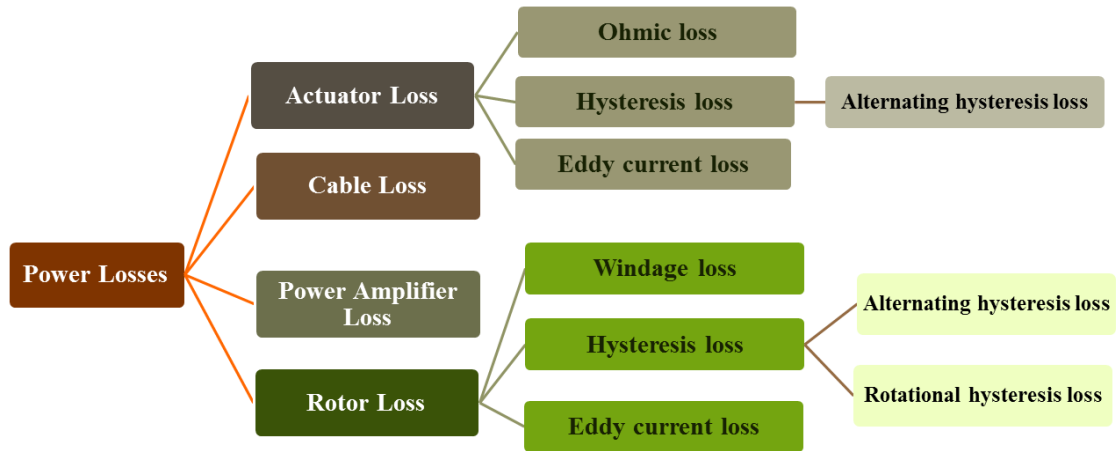 Power Losses
Actuator Loss
Ohmic loss
Hysteresis loss
Alternating hysteresis loss
Eddy current loss
Cable Loss
Power Amplifier
Loss
Rotor Loss
Windage loss
Hysteresis loss
Alternating hysteresis loss
Rotational hysteresis loss
Eddy current loss